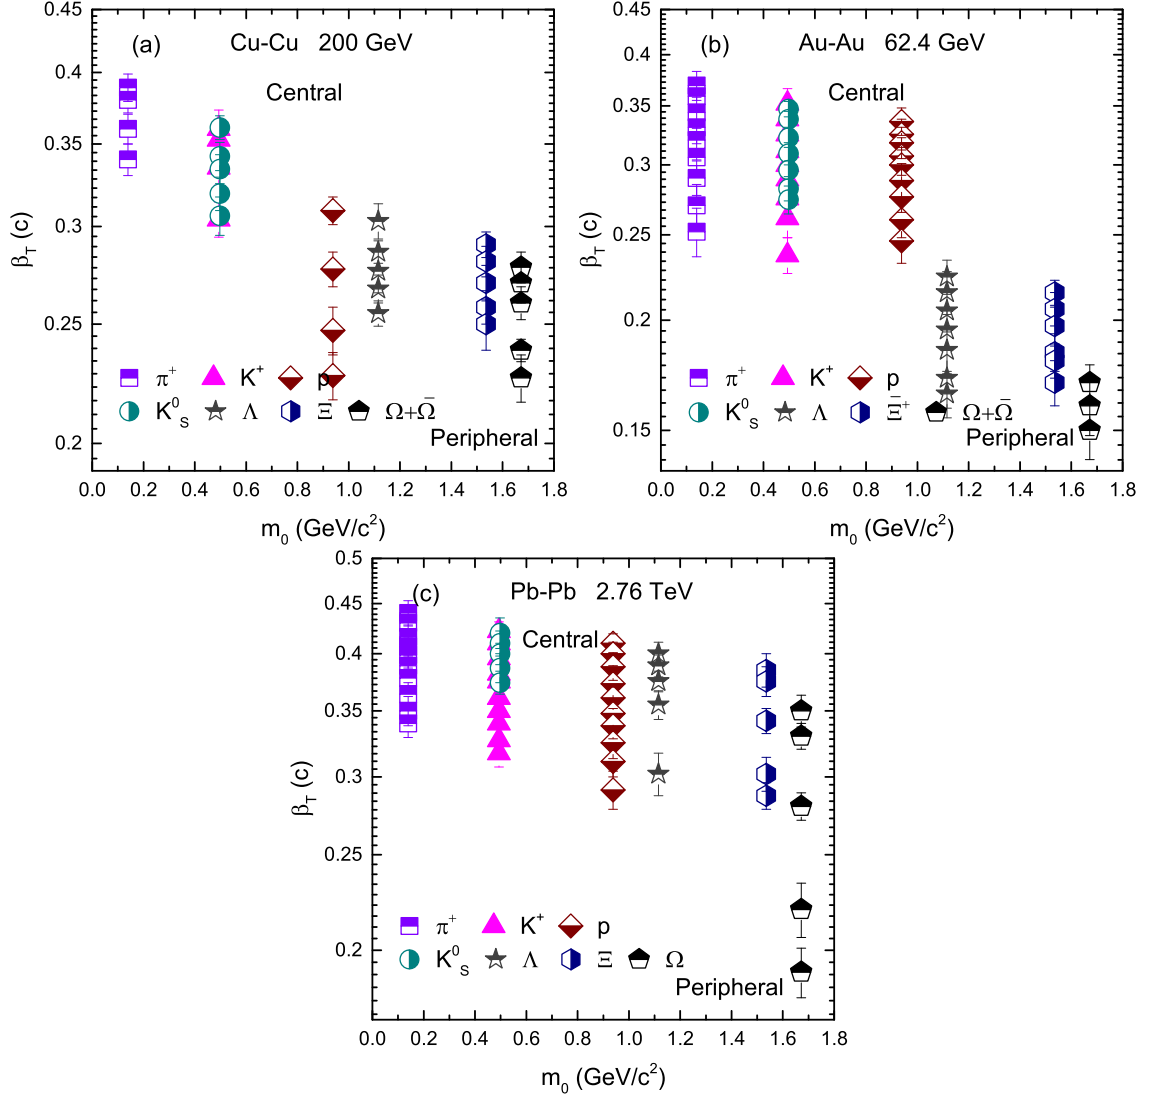 (a) Cu-Cu 200 GeV
Central
0.45
0.4
0.35
0.3
0.25
0.2
β_T (c)
π⁺ K⁺ p
K⁰_S Λ Ξ Ω+Ω̄
Peripheral
0.0 0.2 0.4 0.6 0.8 1.0 1.2 1.4 1.6 1.8
m₀ (GeV/c²)
(b) Au-Au 62.4 GeV
Central
0.45
0.4
0.35
0.3
0.25
0.2
0.15
β_T (c)
π⁺ K⁺ p
K⁰_S Λ Ξ̄⁺ Ω+Ω̄
Peripheral
0.0 0.2 0.4 0.6 0.8 1.0 1.2 1.4 1.6 1.8
m₀ (GeV/c²)
(c) Pb-Pb 2.76 TeV
Central
0.5
0.45
0.4
0.35
0.3
0.25
0.2
β_T (c)
π⁺ K⁺ p
K⁰_S Λ Ξ Ω
Peripheral
0.0 0.2 0.4 0.6 0.8 1.0 1.2 1.4 1.6 1.8
m₀ (GeV/c²)